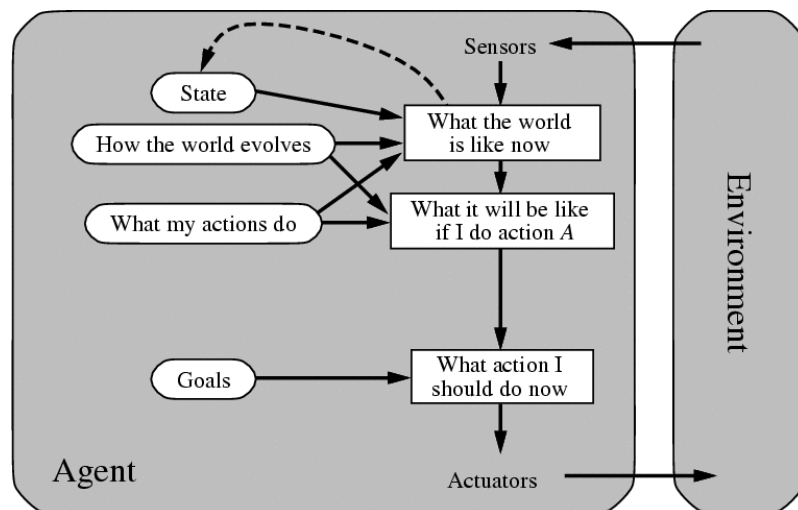 Sensors
State
What the world
is like now
How the world evolves
What it will be like
if I do action A
What my actions do
What action I
should do now
Goals
Agent
Actuators
Environment